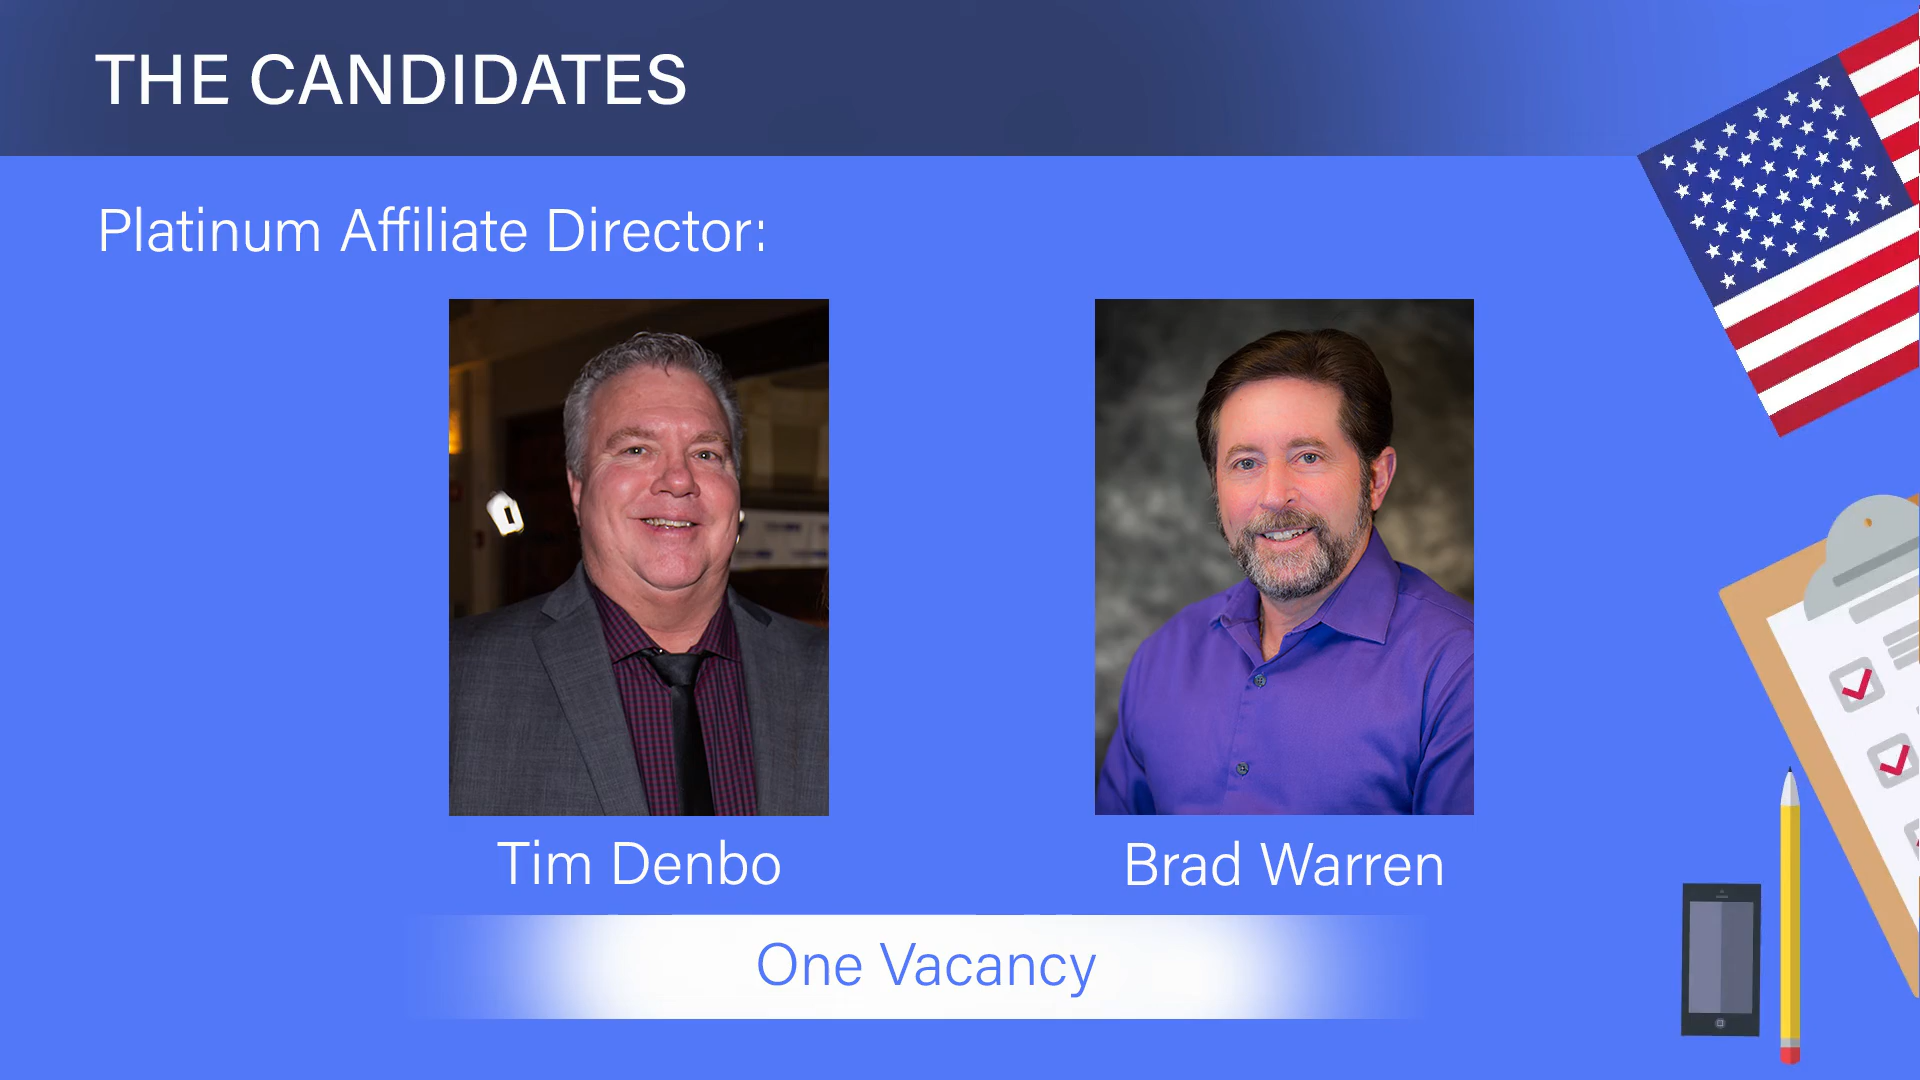 THE CANDIDATES
Platinum Affiliate Director:
Tim Denbo
Brad Warren
One Vacancy